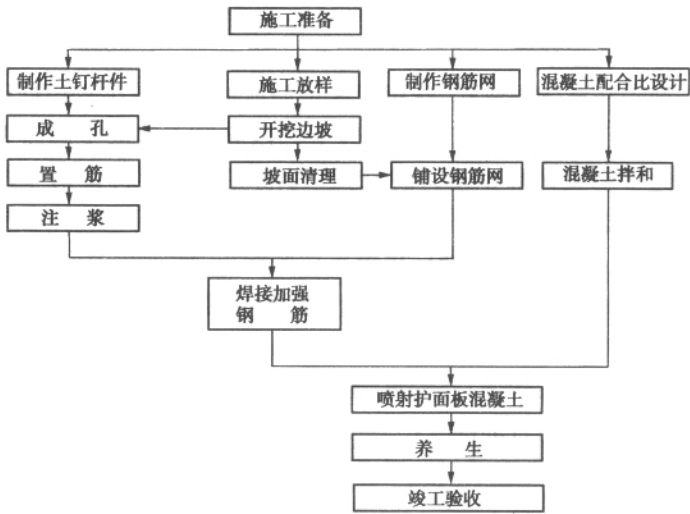 施工准备
制作土钉杆件
施工放样
制作钢筋网
混凝土配合比设计
成 孔
开挖边坡
置 筋
坡面清理
铺设钢筋网
混凝土拌和
注 浆
焊接加强
钢 筋
喷射护面板混凝土
养 生
竣工验收